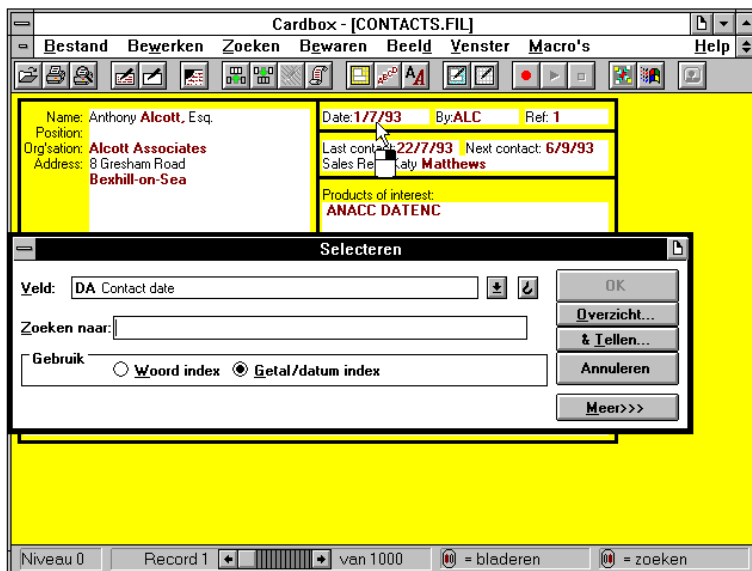 Cardbox - [CONTACTS.FIL]
Bestand Bewerken Zoeken Bewaren Beeld Venster Macro's Help
Name: Anthony Alcott, Esq.
Position:
Org'sation: Alcott Associates
Address: 8 Gresham Road
Bexhill-on-Sea
Date: 1/7/93 By: ALC Ref: 1
Last contact: 22/7/93 Next contact: 6/9/93
Sales Rep: Katy Matthews
Products of interest:
ANACC DATENC
Selecteren
Veld: DA Contact date
OK
Zoeken naar:
Overzicht...
& Tellen...
Gebruik
Woord index Getal/datum index
Annuleren
Meer>>>
Niveau 0 Record 1 van 1000 = bladeren = zoeken